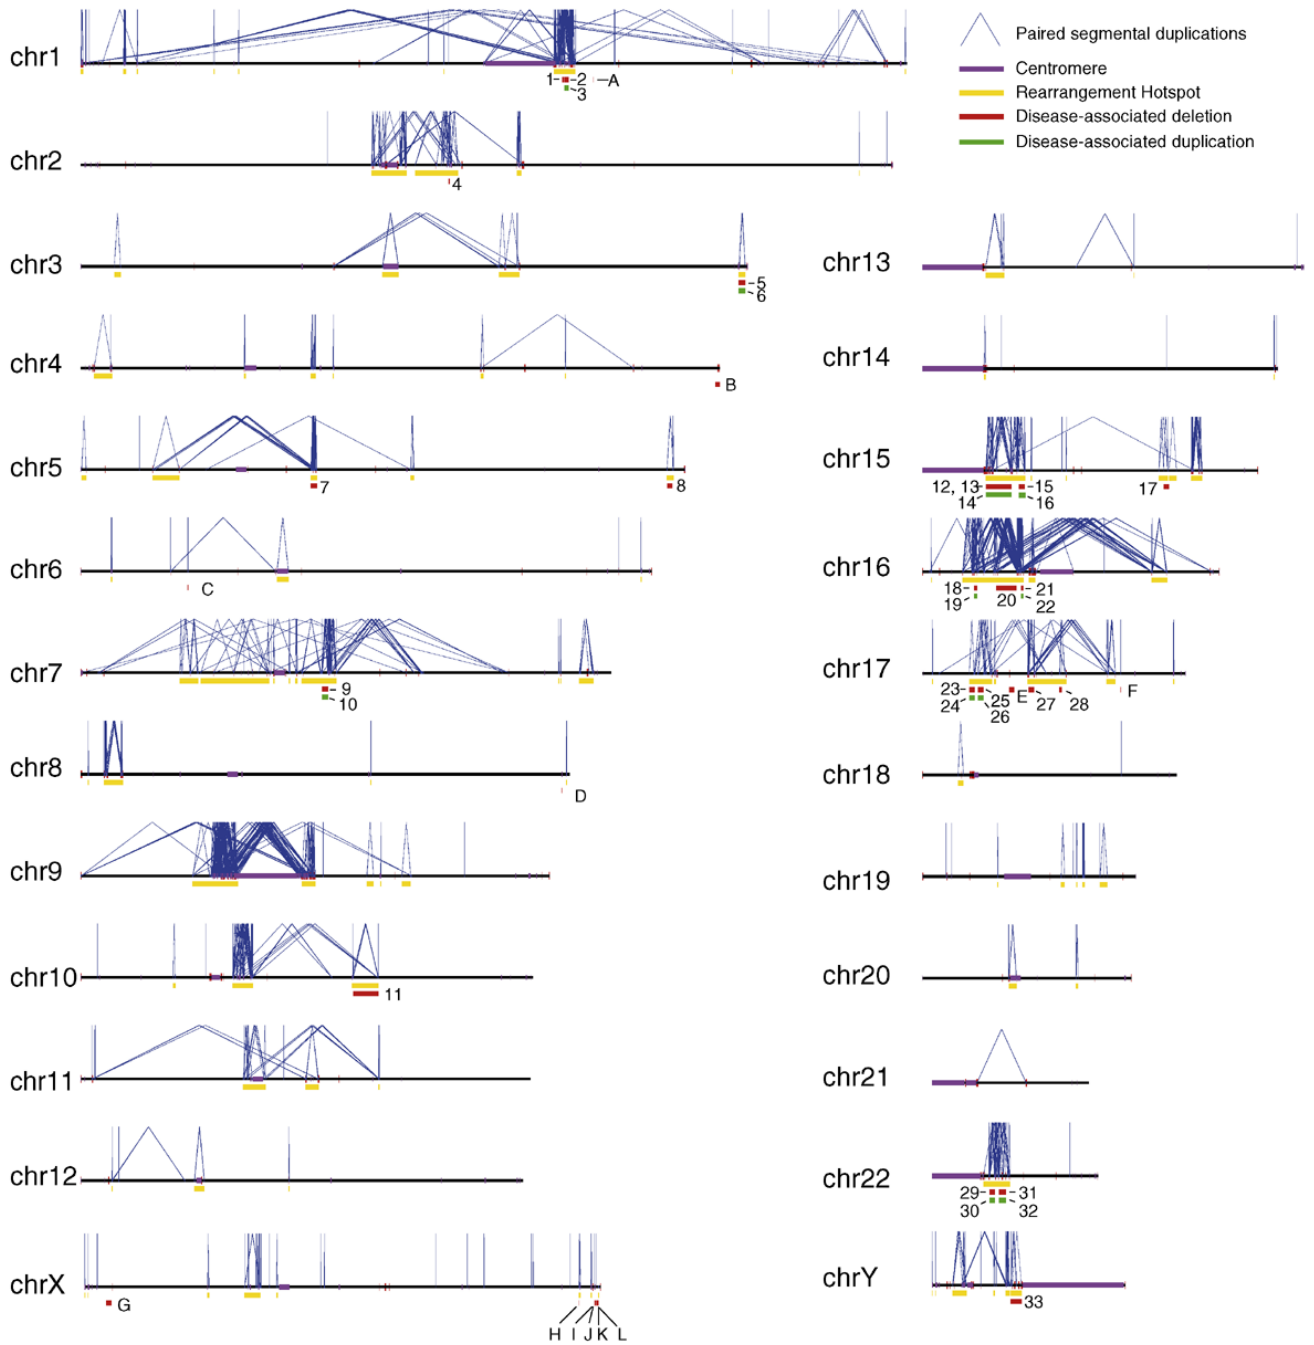 Paired segmental duplications
Centromere
Rearrangement Hotspot
Disease-associated deletion
Disease-associated duplication
chr1
1 2 A
3
chr2
4
chr3
5
6
chr4
B
chr5
7 8
chr6
C
chr7
9
10
chr8
D
chr9
chr10
11
chr11
chr12
chrX
G
H I J K L
chr13
chr14
chr15
12, 13 15 17
14 16
chr16
18 20 21
19 22
chr17
23 25 E 27 28 F
24 26
chr18
chr19
chr20
chr21
chr22
29 31
30 32
chrY
33